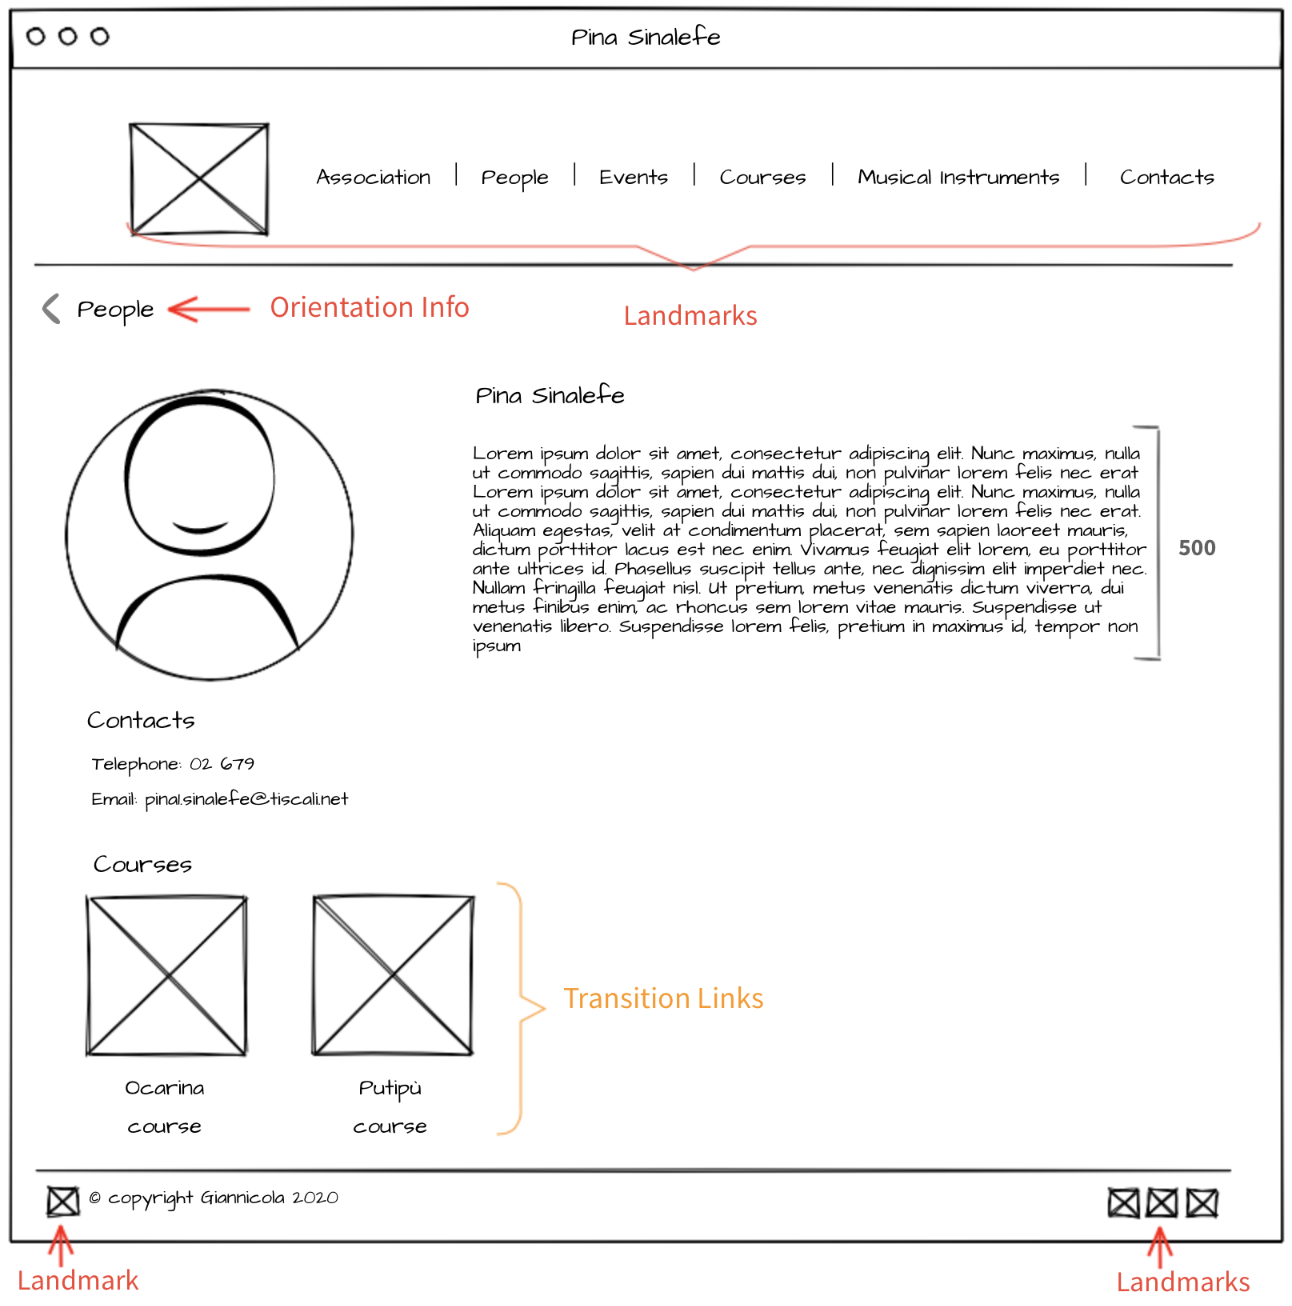 Pina Sinalefe
Association | People | Events | Courses | Musical Instruments | Contacts
People
Orientation Info
Landmarks
Pina Sinalefe
Lorem ipsum dolor sit amet, consectetur adipiscing elit. Nunc maximus, nulla
ut commodo sagittis, sapien dui mattis dui, non pulvinar lorem felis nec erat
Lorem ipsum dolor sit amet, consectetur adipiscing elit. Nunc maximus, nulla
ut commodo sagittis, sapien dui mattis dui, non pulvinar lorem felis nec erat.
Aliquam egestas, velit at condimentum placerat, sem sapien laoreet mauris,
dictum porttitor lacus est nec enim. Vivamus feugiat elit lorem, eu porttitor
ante ultrices id. Phasellus suscipit tellus ante, nec dignissim elit imperdiet nec.
Nullam fringilla feugiat nisl. Ut pretium, metus venenatis dictum viverra, dui
metus finibus enim, ac rhoncus sem lorem vitae mauris. Suspendisse ut
venenatis libero. Suspendisse lorem felis, pretium in maximus id, tempor non
ipsum
500
Contacts
Telephone: 02 679
Email: pina1.sinalefe@tiscali.net
Courses
Transition Links
Ocarina
course
Putipù
course
© copyright Giannicola 2020
Landmark
Landmarks